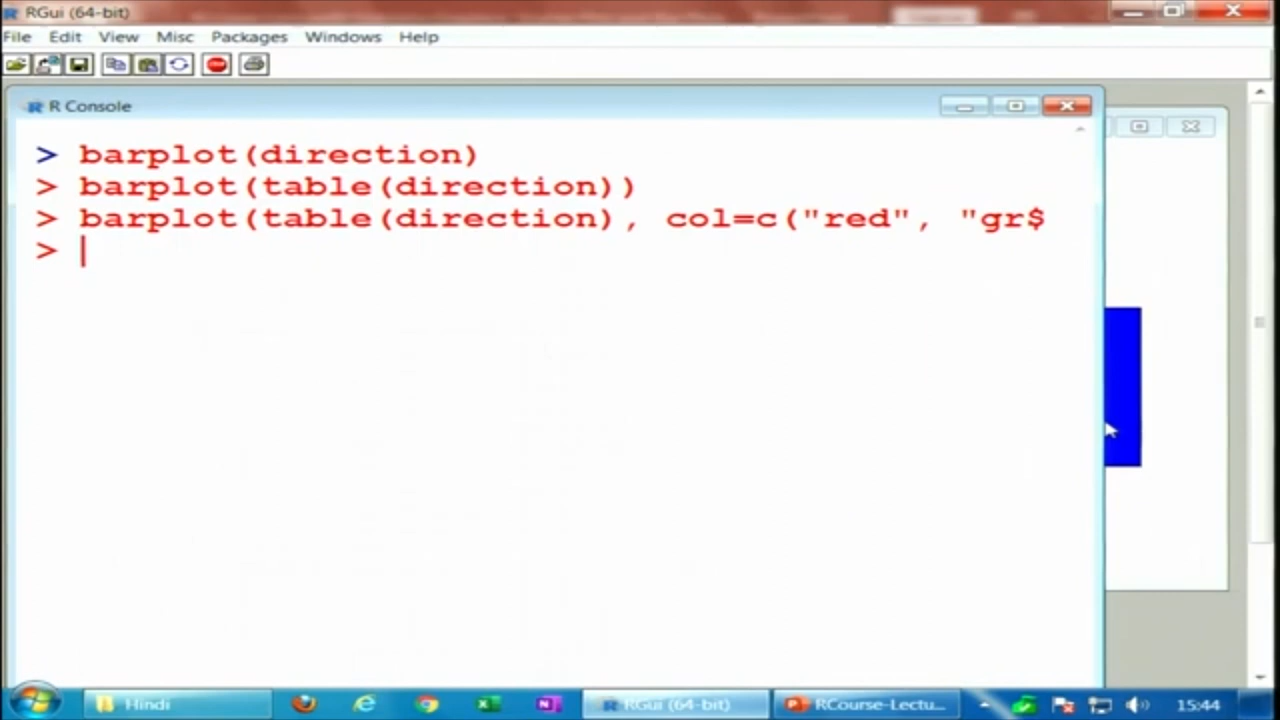 RGui (64-bit)
File Edit View Misc Packages Windows Help
R Console
> barplot(direction)
> barplot(table(direction))
> barplot(table(direction), col=c("red", "gr$
>
Hindi
RGui (64-bit)
RCourse-Lectu...
15:44